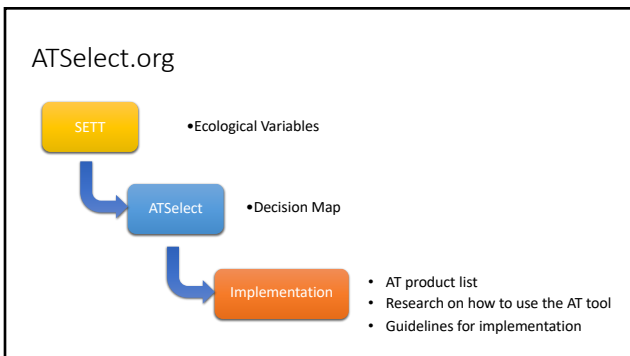 ATSelect.org
SETT
•Ecological Variables
ATSelect
•Decision Map
Implementation
• AT product list
• Research on how to use the AT tool
• Guidelines for implementation